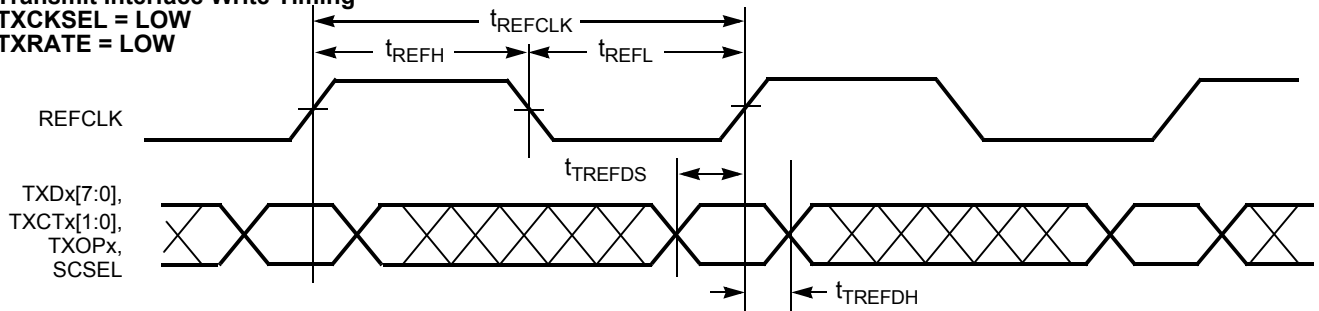 Transmit Interface Write Timing
TXCKSEL = LOW
TXRATE = LOW
tREFCLK
tREFH
tREFL
REFCLK
tTREFDS
TXDx[7:0],
TXCTx[1:0],
TXOPx,
SCSEL
tTREFDH